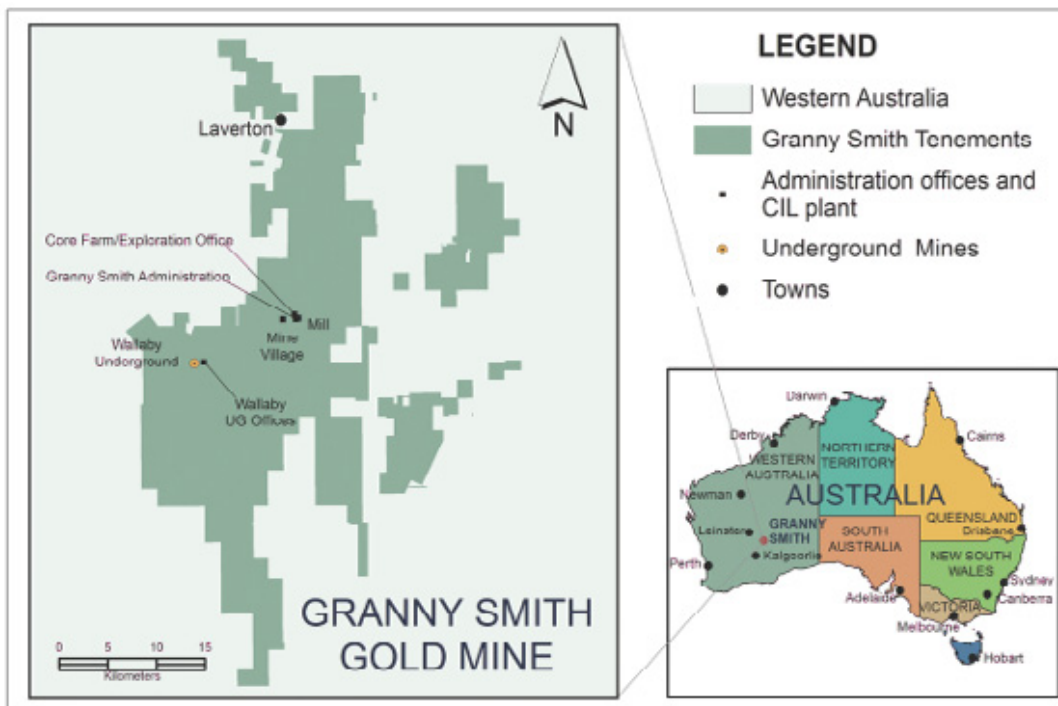 Laverton
N
Core Farm/Exploration Office
Granny Smith Administration
Mill
Mine
Village
Wallaby
Underground
Wallaby
UG Offices
GRANNY SMITH
GOLD MINE
0 5 10 15
Kilometers
LEGEND
Western Australia
Granny Smith Tenements
Administration offices and
CIL plant
Underground Mines
Towns
Darwin
Derby
Cairns
NORTHERN
TERRITORY
WESTERN
AUSTRALIA
AUSTRALIA
Newman
QUEENSLAND
Brisbane
Leinster
GRANNY
SMITH
SOUTH
AUSTRALIA
Kalgoorlie
NEW SOUTH
WALES
Perth
Sydney
Canberra
Adelaide
VICTORIA
Melbourne
Hobart